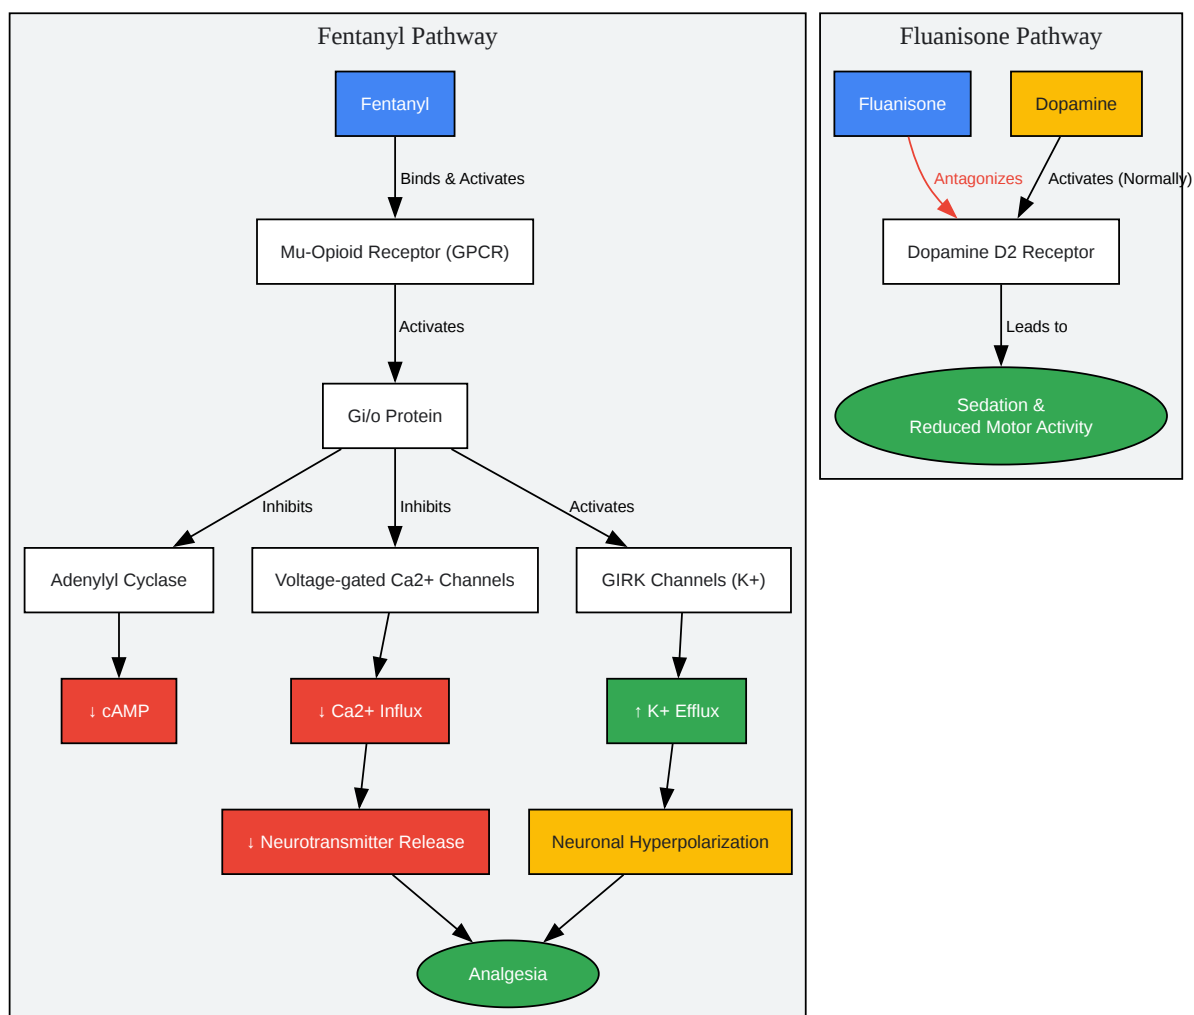 Fentanyl Pathway
Fentanyl
Binds & Activates
Mu-Opioid Receptor (GPCR)
Activates
Gi/o Protein
Inhibits
Inhibits
Activates
Adenylyl Cyclase
Voltage-gated Ca2+ Channels
GIRK Channels (K+)
↓ cAMP
↓ Ca2+ Influx
↑ K+ Efflux
↓ Neurotransmitter Release
Neuronal Hyperpolarization
Analgesia
Fluanisone Pathway
Fluanisone
Dopamine
Antagonizes
Activates (Normally)
Dopamine D2 Receptor
Leads to
Sedation &
Reduced Motor Activity